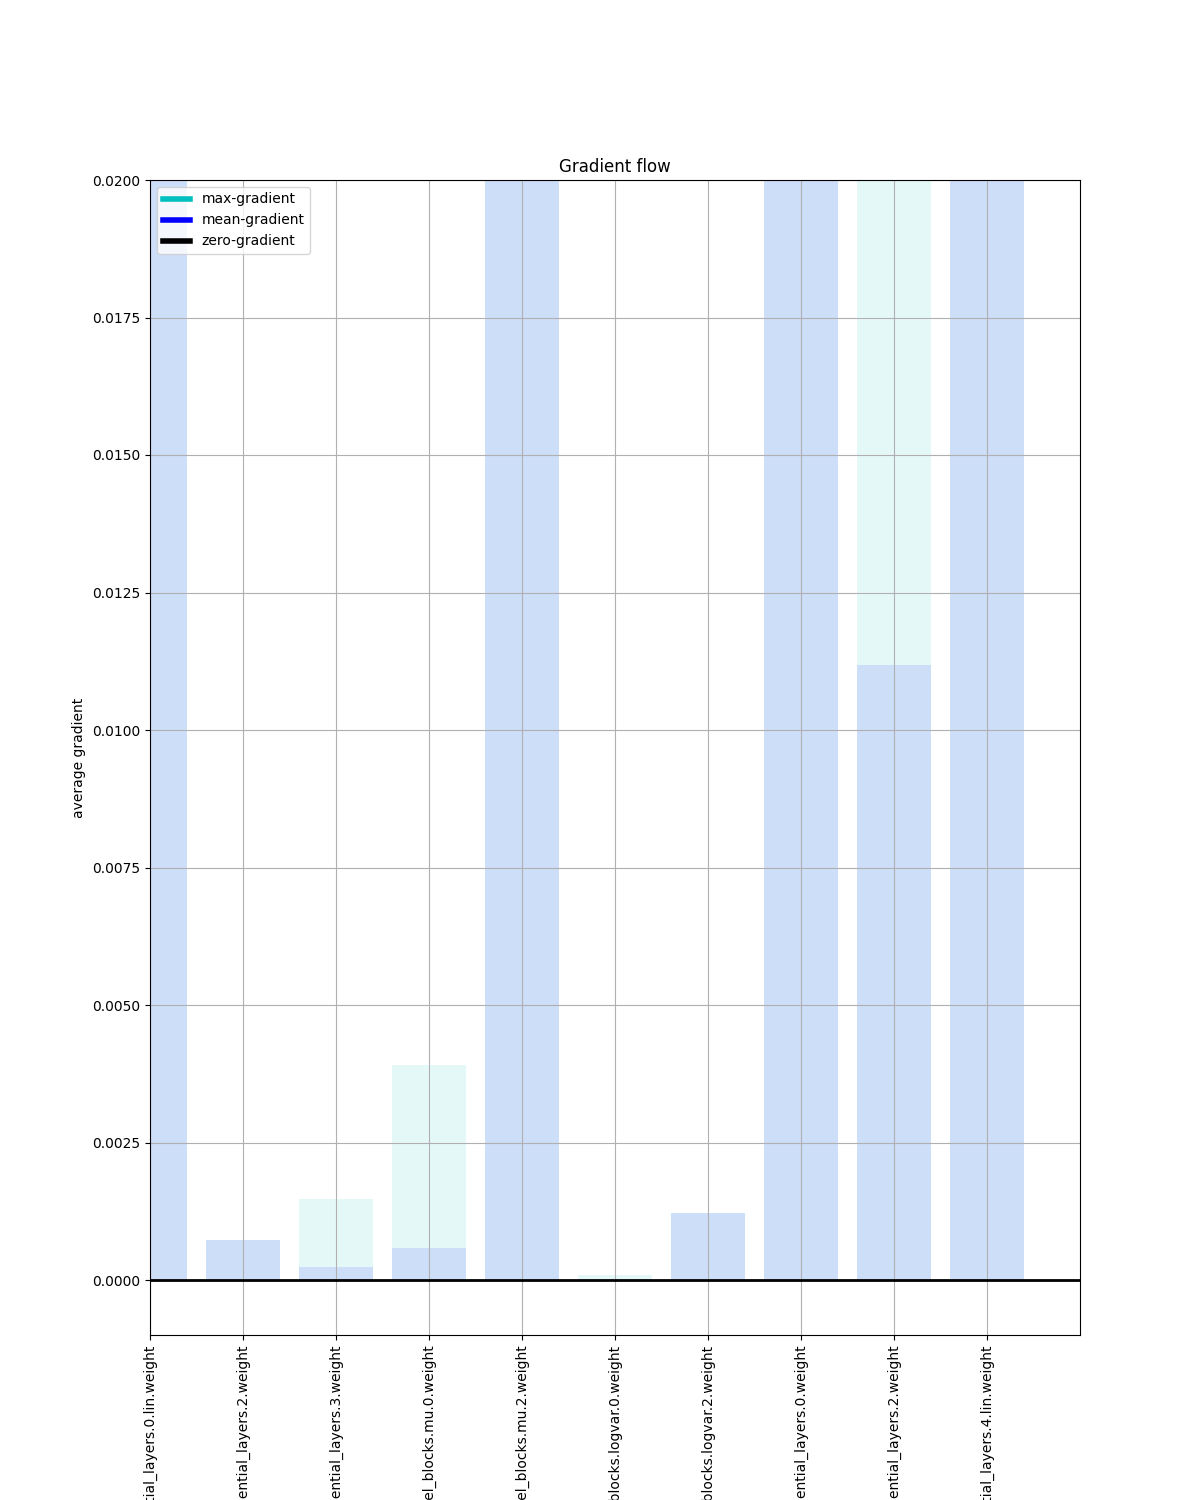 Gradient flow
max-gradient
mean-gradient
zero-gradient
0.0200
0.0175
0.0150
0.0125
0.0100
0.0075
0.0050
0.0025
0.0000
average gradient
tial_layers.0.lin.weight
ential_layers.2.weight
ential_layers.3.weight
el_blocks.mu.0.weight
el_blocks.mu.2.weight
blocks.logvar.0.weight
blocks.logvar.2.weight
ential_layers.0.weight
ential_layers.2.weight
tial_layers.4.lin.weight